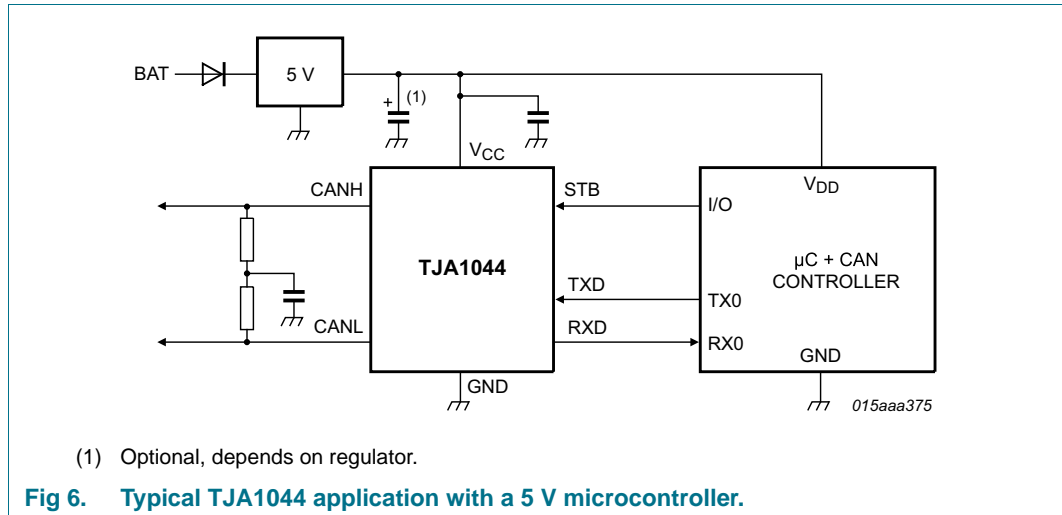 BAT
5 V
+ (1)
VCC
VDD
CANH
STB
I/O
TJA1044
µC + CAN
CONTROLLER
TXD
TX0
CANL
RXD
RX0
GND
GND
015aaa375
(1) Optional, depends on regulator.
Fig 6. Typical TJA1044 application with a 5 V microcontroller.